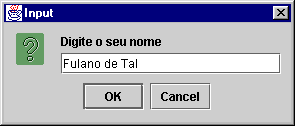 Input
Digite o seu nome
Fulano de Tal
OK
Cancel